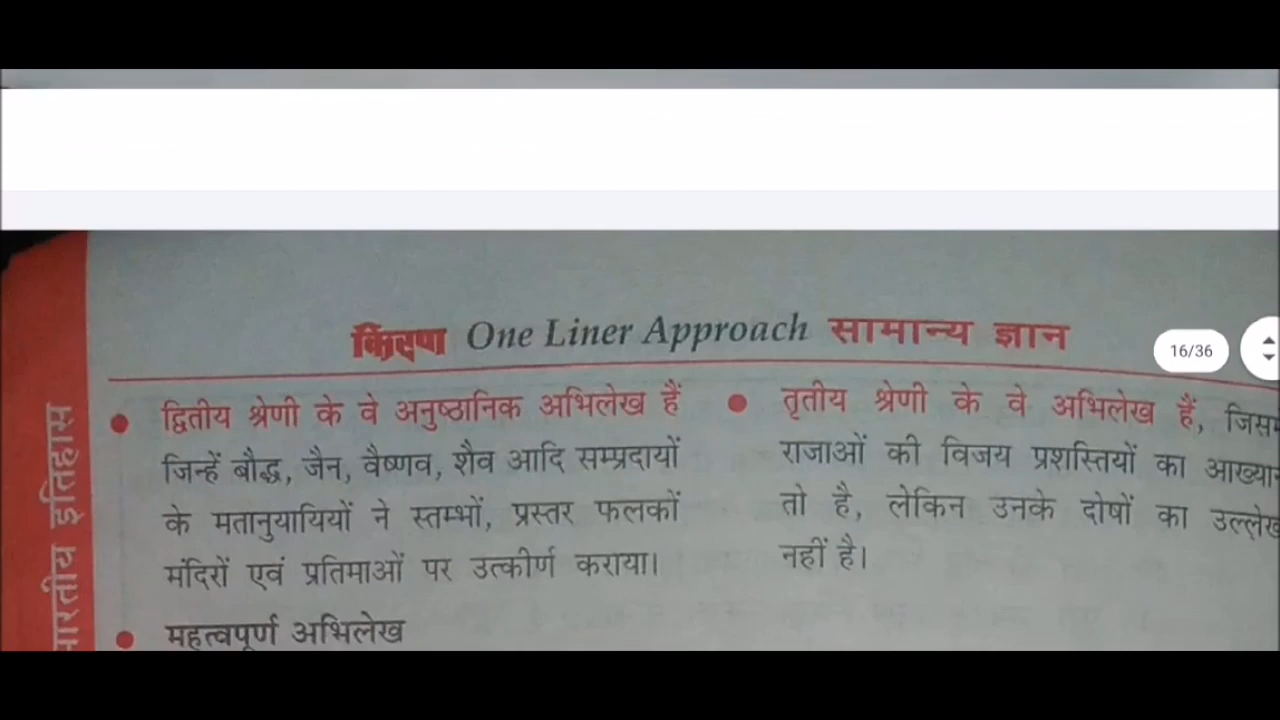 किरण One Liner Approach सामान्य ज्ञान
16/36
द्वितीय श्रेणी के वे अनुष्ठानिक अभिलेख हैं
जिन्हें बौद्ध, जैन, वैष्णव, शैव आदि सम्प्रदायों
के मतानुयायियों ने स्तम्भों, प्रस्तर फलकों
मंदिरों एवं प्रतिमाओं पर उत्कीर्ण कराया।
महत्वपूर्ण अभिलेख
तृतीय श्रेणी के वे अभिलेख हैं,
राजाओं की विजय प्रशस्तियों का
तो है, लेकिन उनके दोषों का
नहीं है।
इतिहास